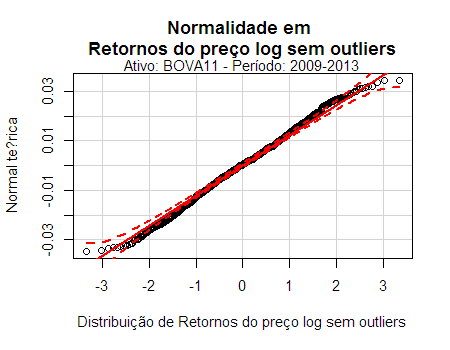 Normalidade em
Retornos do preço log sem outliers
Ativo: BOVA11 - Período: 2009-2013
Normal te?rica
0.03
0.01
-0.01
-0.03
-3 -2 -1 0 1 2 3
Distribuição de Retornos do preço log sem outliers